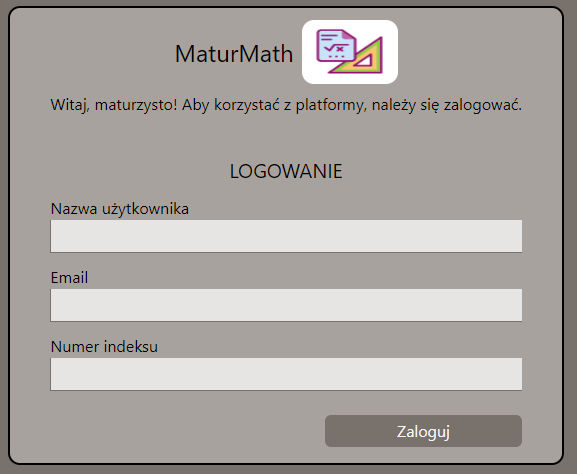 MaturMath
Witaj, maturzysto! Aby korzystać z platformy, należy się zalogować.
LOGOWANIE
Nazwa użytkownika
Email
Numer indeksu
Zaloguj